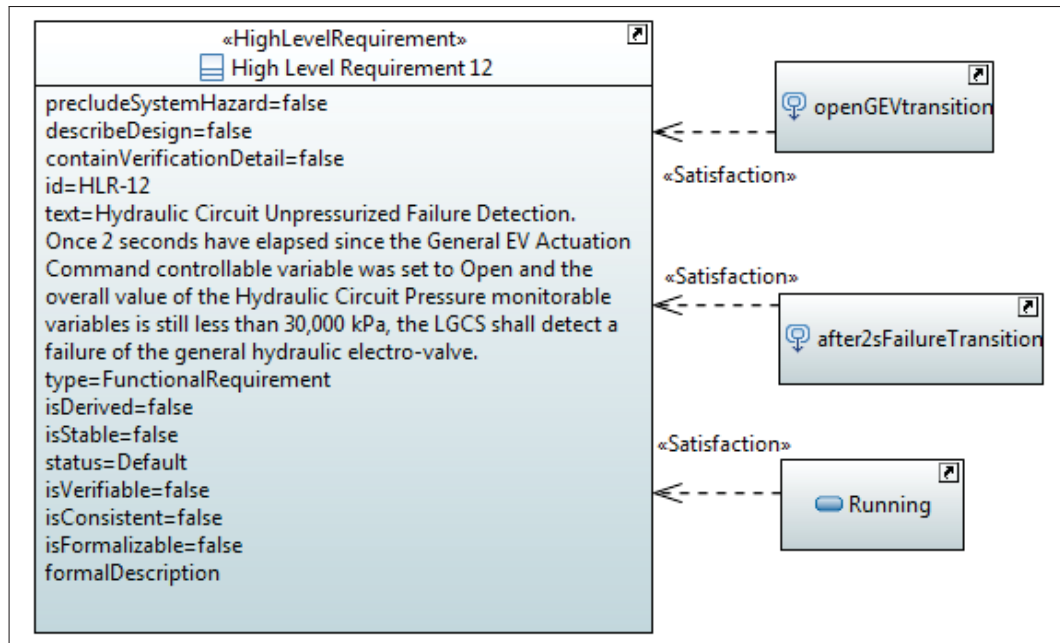 «HighLevelRequirement»
High Level Requirement 12
precludeSystemHazard=false
describeDesign=false
containVerificationDetail=false
id=HLR-12
text=Hydraulic Circuit Unpressurized Failure Detection.
Once 2 seconds have elapsed since the General EV Actuation
Command controllable variable was set to Open and the
overall value of the Hydraulic Circuit Pressure monitorable
variables is still less than 30,000 kPa, the LGCS shall detect a
failure of the general hydraulic electro-valve.
type=FunctionalRequirement
isDerived=false
isStable=false
status=Default
isVerifiable=false
isConsistent=false
isFormalizable=false
formalDescription
openGEVtransition
«Satisfaction»
«Satisfaction»
after2sFailureTransition
«Satisfaction»
Running